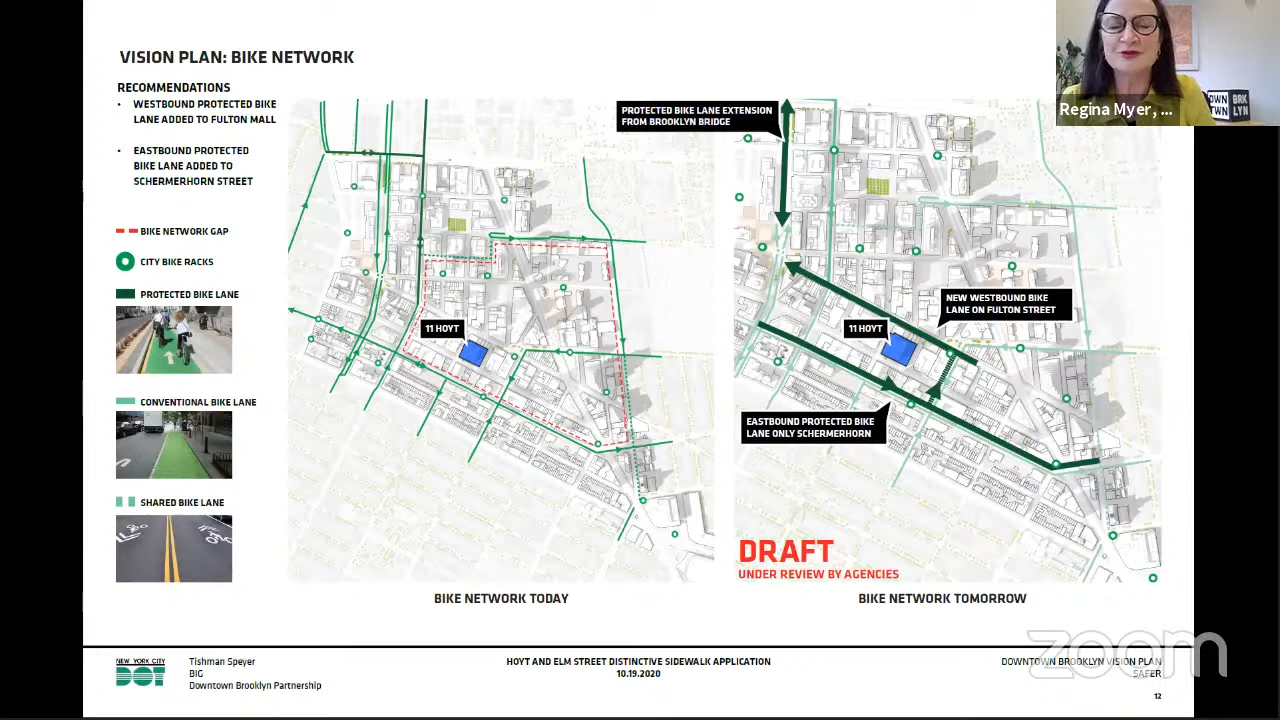 VISION PLAN: BIKE NETWORK
RECOMMENDATIONS
• WESTBOUND PROTECTED BIKE
LANE ADDED TO FULTON MALL
• EASTBOUND PROTECTED
BIKE LANE ADDED TO
SCHERMERHORN STREET
BIKE NETWORK GAP
CITY BIKE RACKS
PROTECTED BIKE LANE
CONVENTIONAL BIKE LANE
SHARED BIKE LANE
11 HOYT
BIKE NETWORK TODAY
PROTECTED BIKE LANE EXTENSION
FROM BROOKLYN BRIDGE
NEW WESTBOUND BIKE
LANE ON FULTON STREET
11 HOYT
EASTBOUND PROTECTED BIKE
LANE ONLY SCHERMERHORN
DRAFT
UNDER REVIEW BY AGENCIES
BIKE NETWORK TOMORROW
Regina Myer, ...
DOWN BRK
TWN LYN
NEW YORK CITY
DOT
Tishman Speyer
BIG
Downtown Brooklyn Partnership
HOYT AND ELM STREET DISTINCTIVE SIDEWALK APPLICATION
10.19.2020
DOWNTOWN BROOKLYN VISION PLAN
SAFER
12
zoom